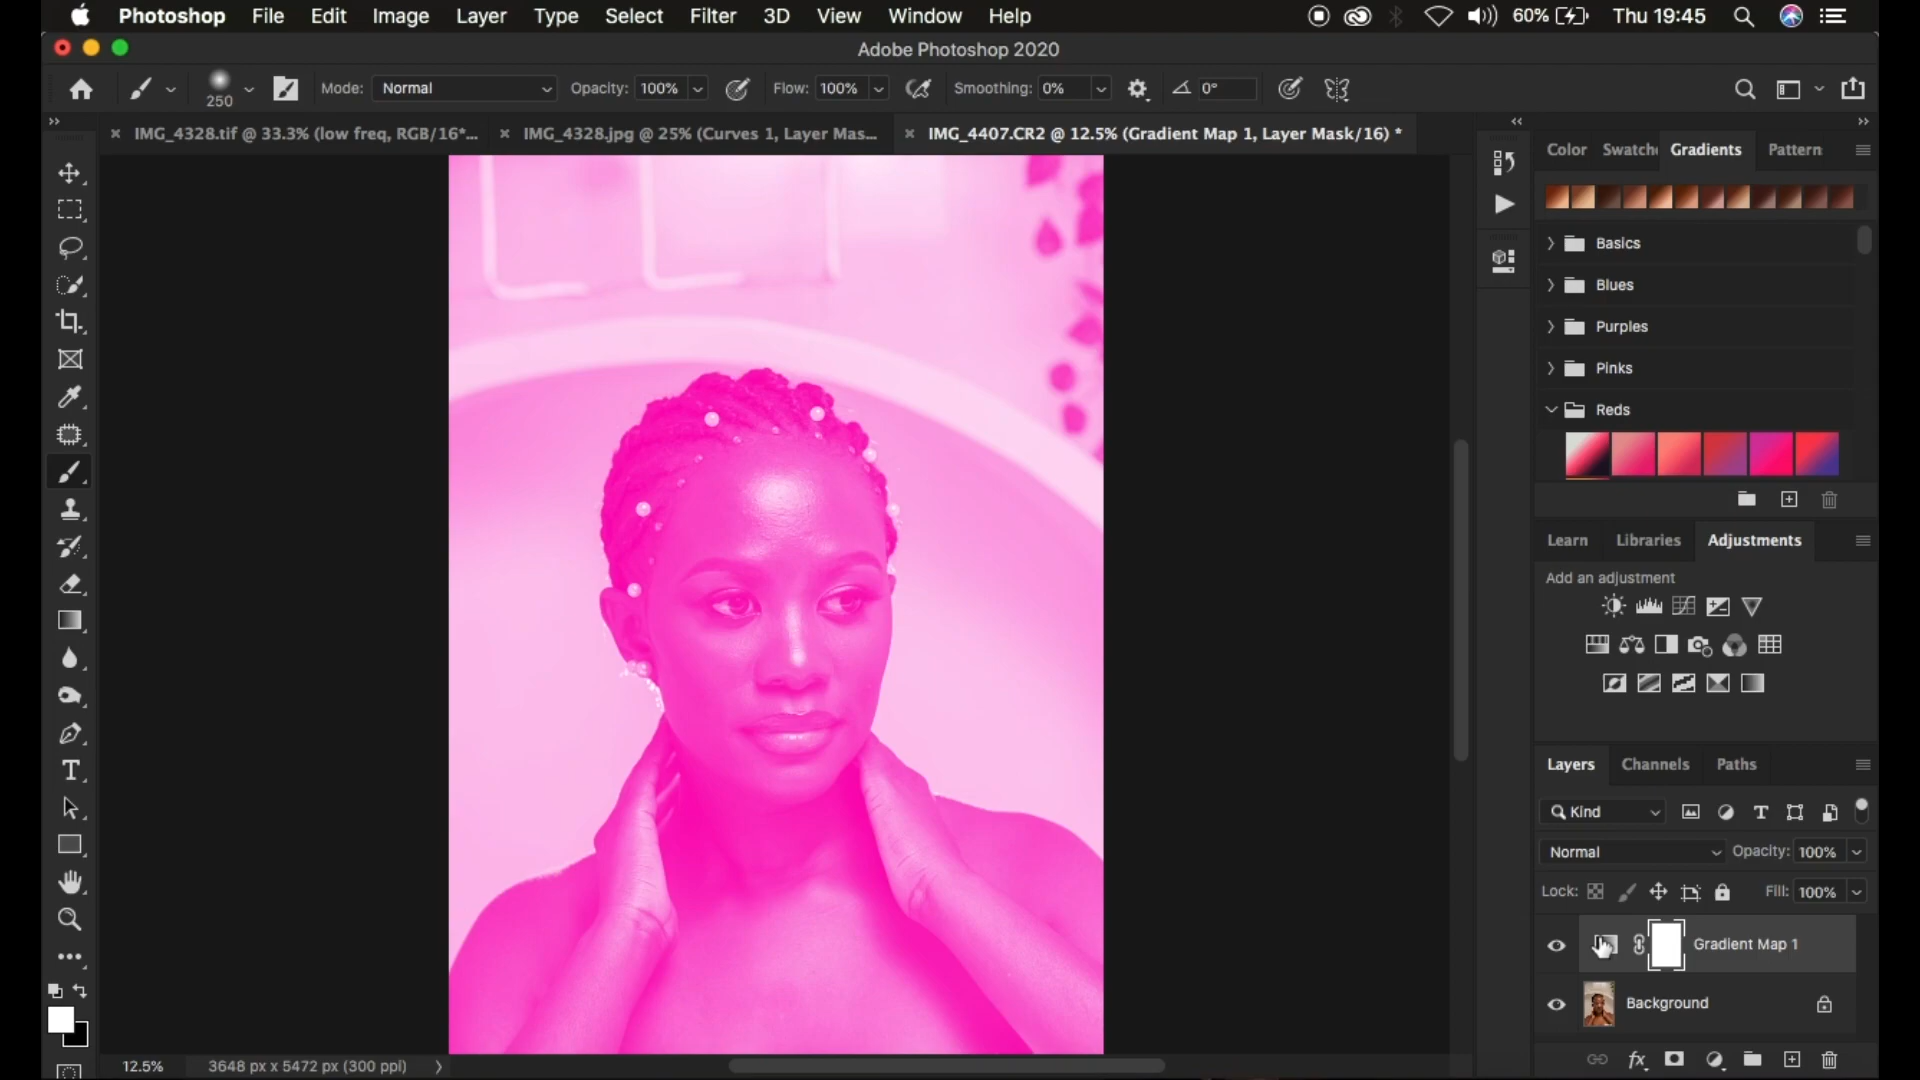 Photoshop File Edit Image Layer Type Select Filter 3D View Window Help 60% Thu 19:45
Adobe Photoshop 2020
250 Mode: Normal Opacity: 100% Flow: 100% Smoothing: 0% 0°
IMG_4328.tif @ 33.3% (low freq, RGB/16*... IMG_4328.jpg @ 25% (Curves 1, Layer Mas... IMG_4407.CR2 @ 12.5% (Gradient Map 1, Layer Mask/16) *
Color Swatche Gradients Pattern
Basics
Blues
Purples
Pinks
Reds
Learn Libraries Adjustments
Add an adjustment
Layers Channels Paths
Kind
Normal Opacity: 100%
Lock: Fill: 100%
Gradient Map 1
Background
12.5% 3648 px x 5472 px (300 ppi)